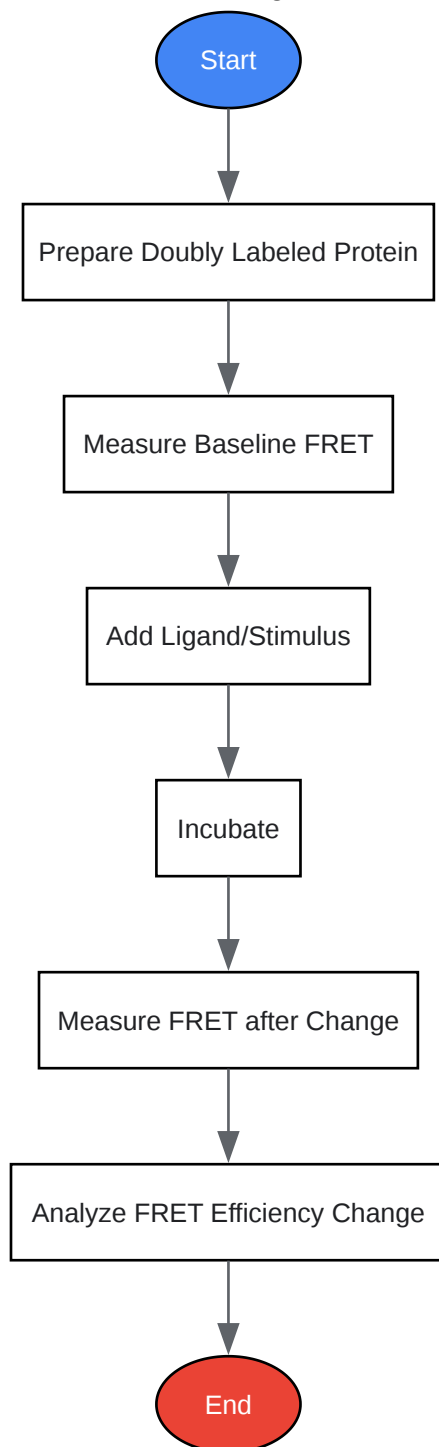 Start
Prepare Doubly Labeled Protein
Measure Baseline FRET
Add Ligand/Stimulus
Incubate
Measure FRET after Change
Analyze FRET Efficiency Change
End